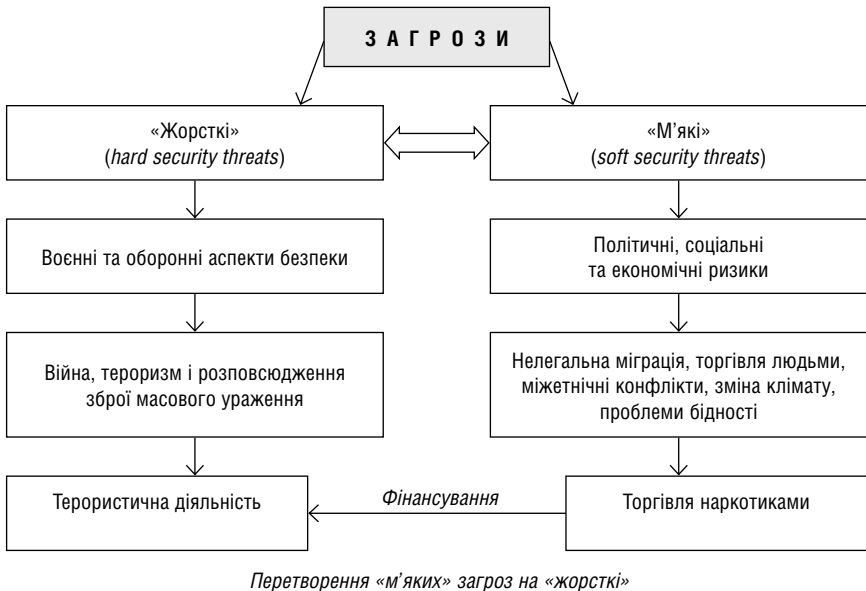 З А Г Р О З И
«Жорсткі»
(hard security threats)
«М’які»
(soft security threats)
Воєнні та оборонні аспекти безпеки
Політичні, соціальні
та економічні ризики
Війна, тероризм і розповсюдження
зброї масового ураження
Нелегальна міграція, торгівля людьми,
міжетнічні конфлікти, зміна клімату,
проблеми бідності
Терористична діяльність
Фінансування
Торгівля наркотиками
Перетворення «м’яких» загроз на «жорсткі»